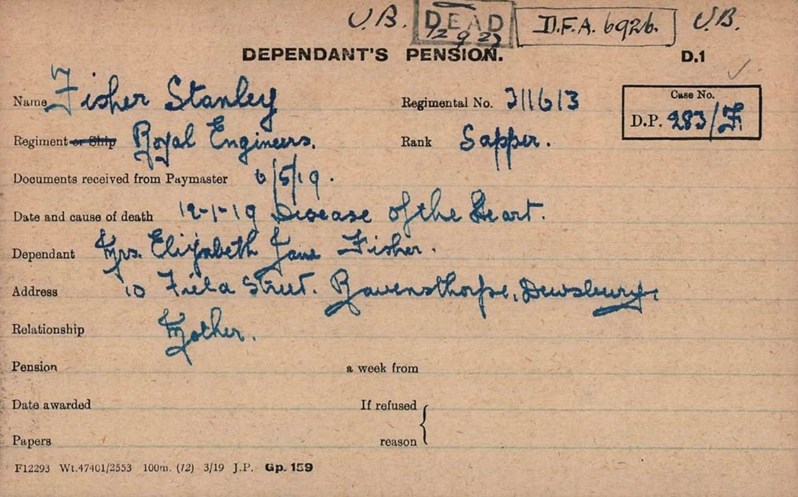 U.B. DEAD 12 9 27 D.F.A. 6926. U.B.
DEPENDANT'S PENSION. D.1
Name Fisher Stanley Regimental No. 311613 Case No.
Regiment or Ship Royal Engineers. Rank Sapper. D.P. 283/F.
Documents received from Paymaster 6/5/19.
Date and cause of death 12-1-19 Disease of the Heart.
Dependant Mrs. Elizabeth Jane Fisher.
Address 10 Field Street. Ravensthorpe, Dewsbury.
Relationship Mother.
Pension a week from
Date awarded If refused
Papers reason
F12293 Wt.47401/2553 100m. (12) 3/19 J.P. Gp. 159